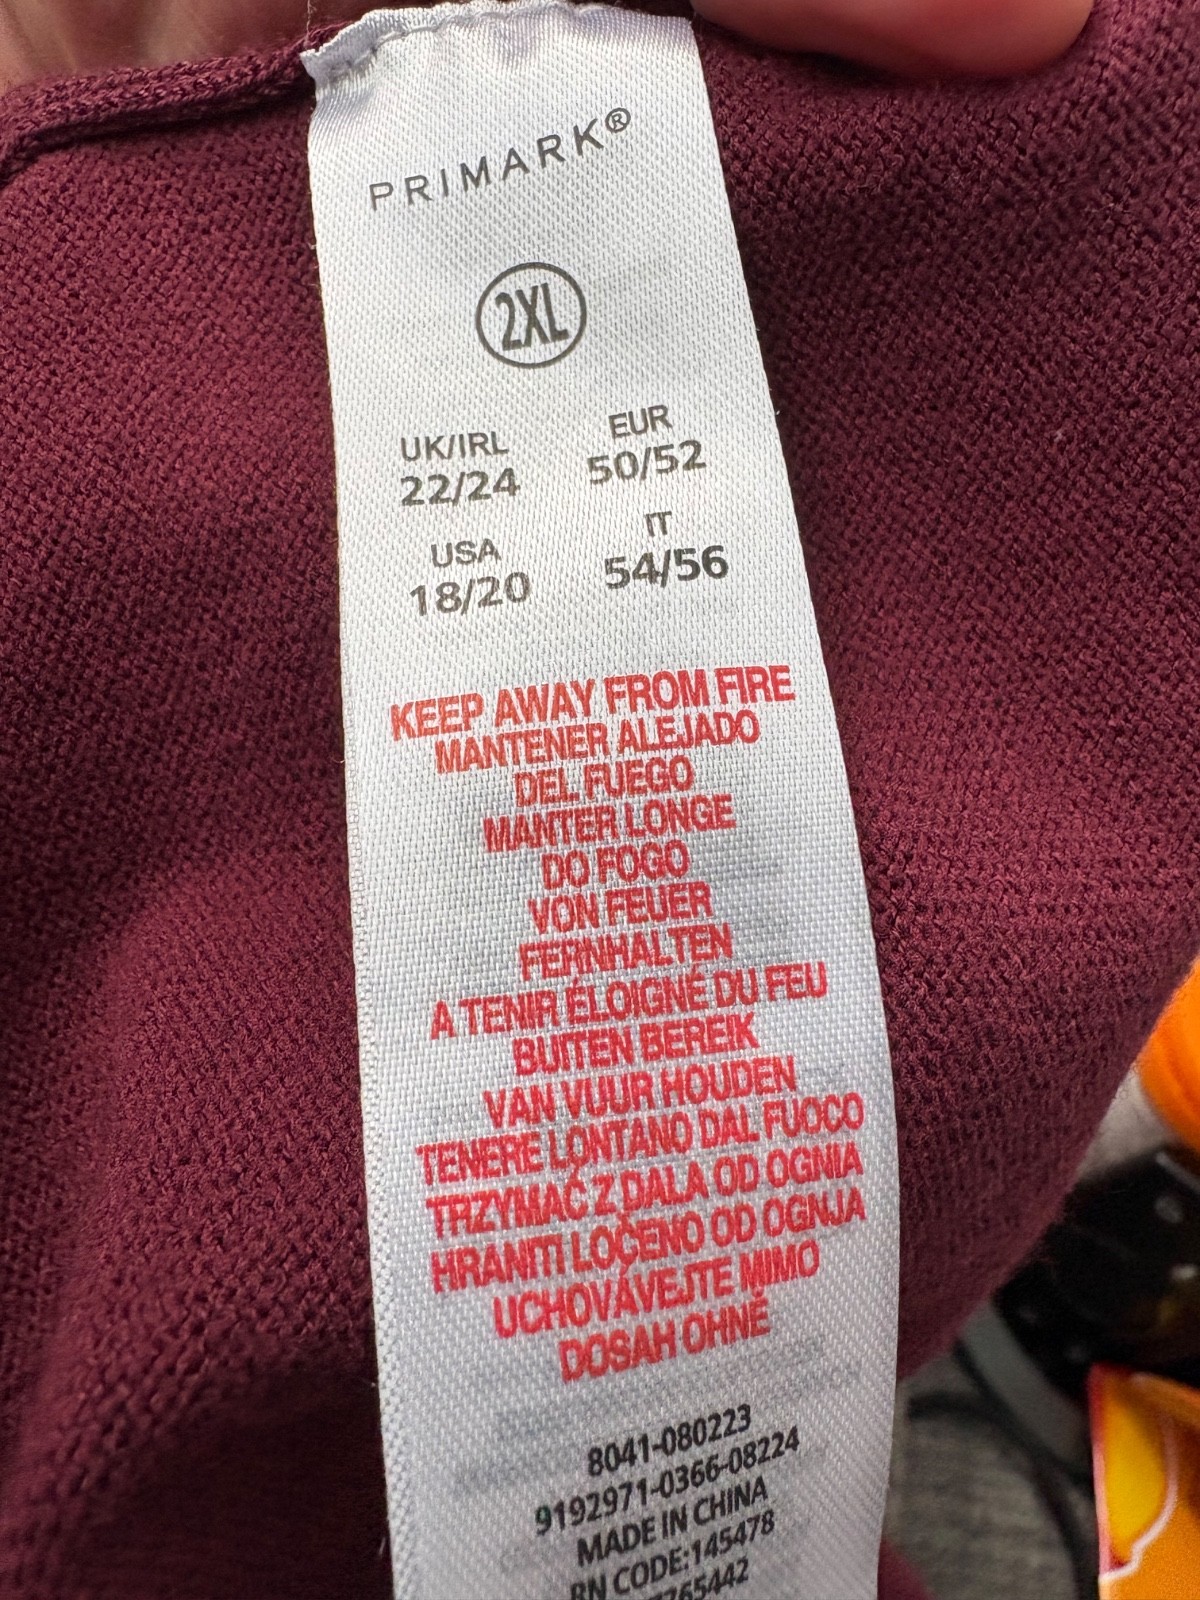 PRIMARK®
2XL
UK/IRL EUR
22/24 50/52
USA IT
18/20 54/56
KEEP AWAY FROM FIRE
MANTENER ALEJADO
DEL FUEGO
MANTER LONGE
DO FOGO
VON FEUER
FERNHALTEN
A TENIR ÉLOIGNÉ DU FEU
BUITEN BEREIK
VAN VUUR HOUDEN
TENERE LONTANO DAL FUOCO
TRZYMAĆ Z DALA OD OGNIA
HRANITI LOČENO OD OGNJA
UCHOVÁVEJTE MIMO
DOSAH OHNĚ
8041-080223
9192971-0366-08224
MADE IN CHINA
RN CODE:145478